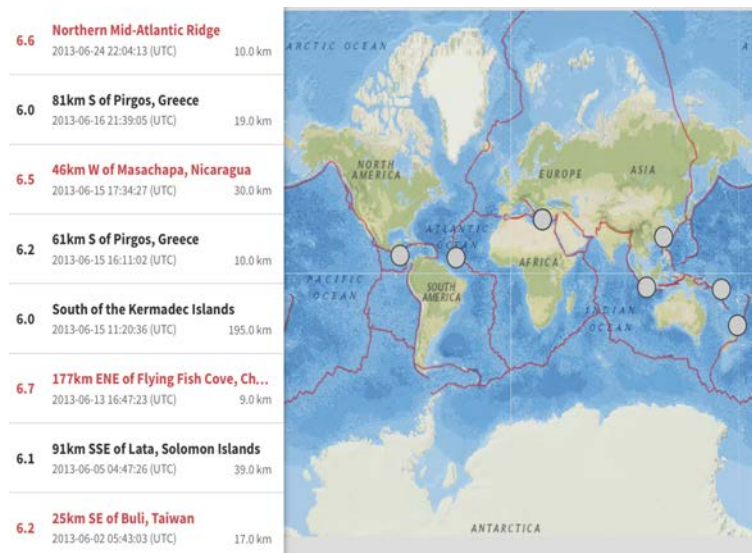 6.6 Northern Mid-Atlantic Ridge
2013-06-24 22:04:13 (UTC) 10.0 km
6.0 81km S of Pirgos, Greece
2013-06-16 21:39:05 (UTC) 19.0 km
6.5 46km W of Masachapa, Nicaragua
2013-06-15 17:34:27 (UTC) 30.0 km
6.2 61km S of Pirgos, Greece
2013-06-15 16:11:02 (UTC) 10.0 km
6.0 South of the Kermadec Islands
2013-06-15 11:20:36 (UTC) 195.0 km
6.7 177km ENE of Flying Fish Cove, Ch...
2013-06-13 16:47:23 (UTC) 9.0 km
6.1 91km SSE of Lata, Solomon Islands
2013-06-05 04:47:26 (UTC) 39.0 km
6.2 25km SE of Buli, Taiwan
2013-06-02 05:43:03 (UTC) 17.0 km
ARCTIC OCEAN
A
NORTH
AMERICA
EUROPE
ASIA
ATLANTIC
OCEAN
AFRICA
PACIFIC
OCEAN
SOUTH
AMERICA
INDIAN
OCEAN
ANTARCTICA